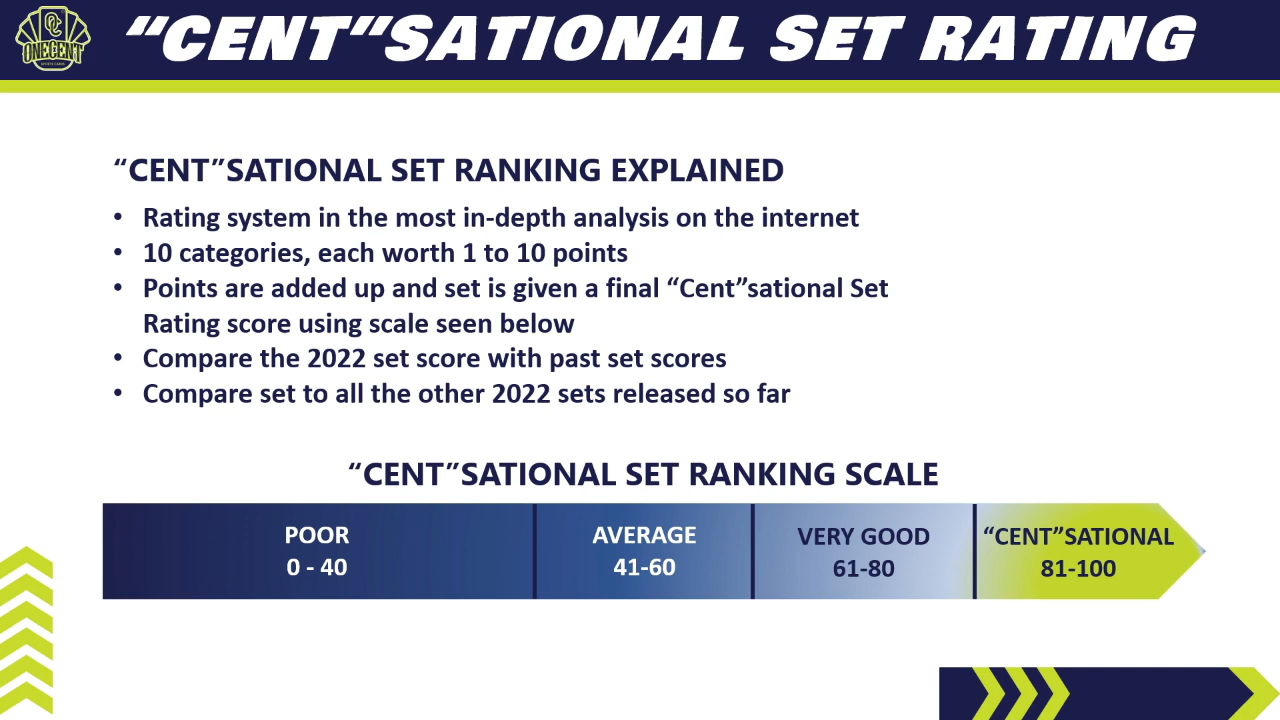 OC
ONECENT
SPORTS CARDS
“CENT”SATIONAL SET RATING
“CENT”SATIONAL SET RANKING EXPLAINED
• Rating system in the most in-depth analysis on the internet
• 10 categories, each worth 1 to 10 points
• Points are added up and set is given a final “Cent”sational Set
Rating score using scale seen below
• Compare the 2022 set score with past set scores
• Compare set to all the other 2022 sets released so far
“CENT”SATIONAL SET RANKING SCALE
POOR
0 - 40
AVERAGE
41-60
VERY GOOD
61-80
“CENT”SATIONAL
81-100